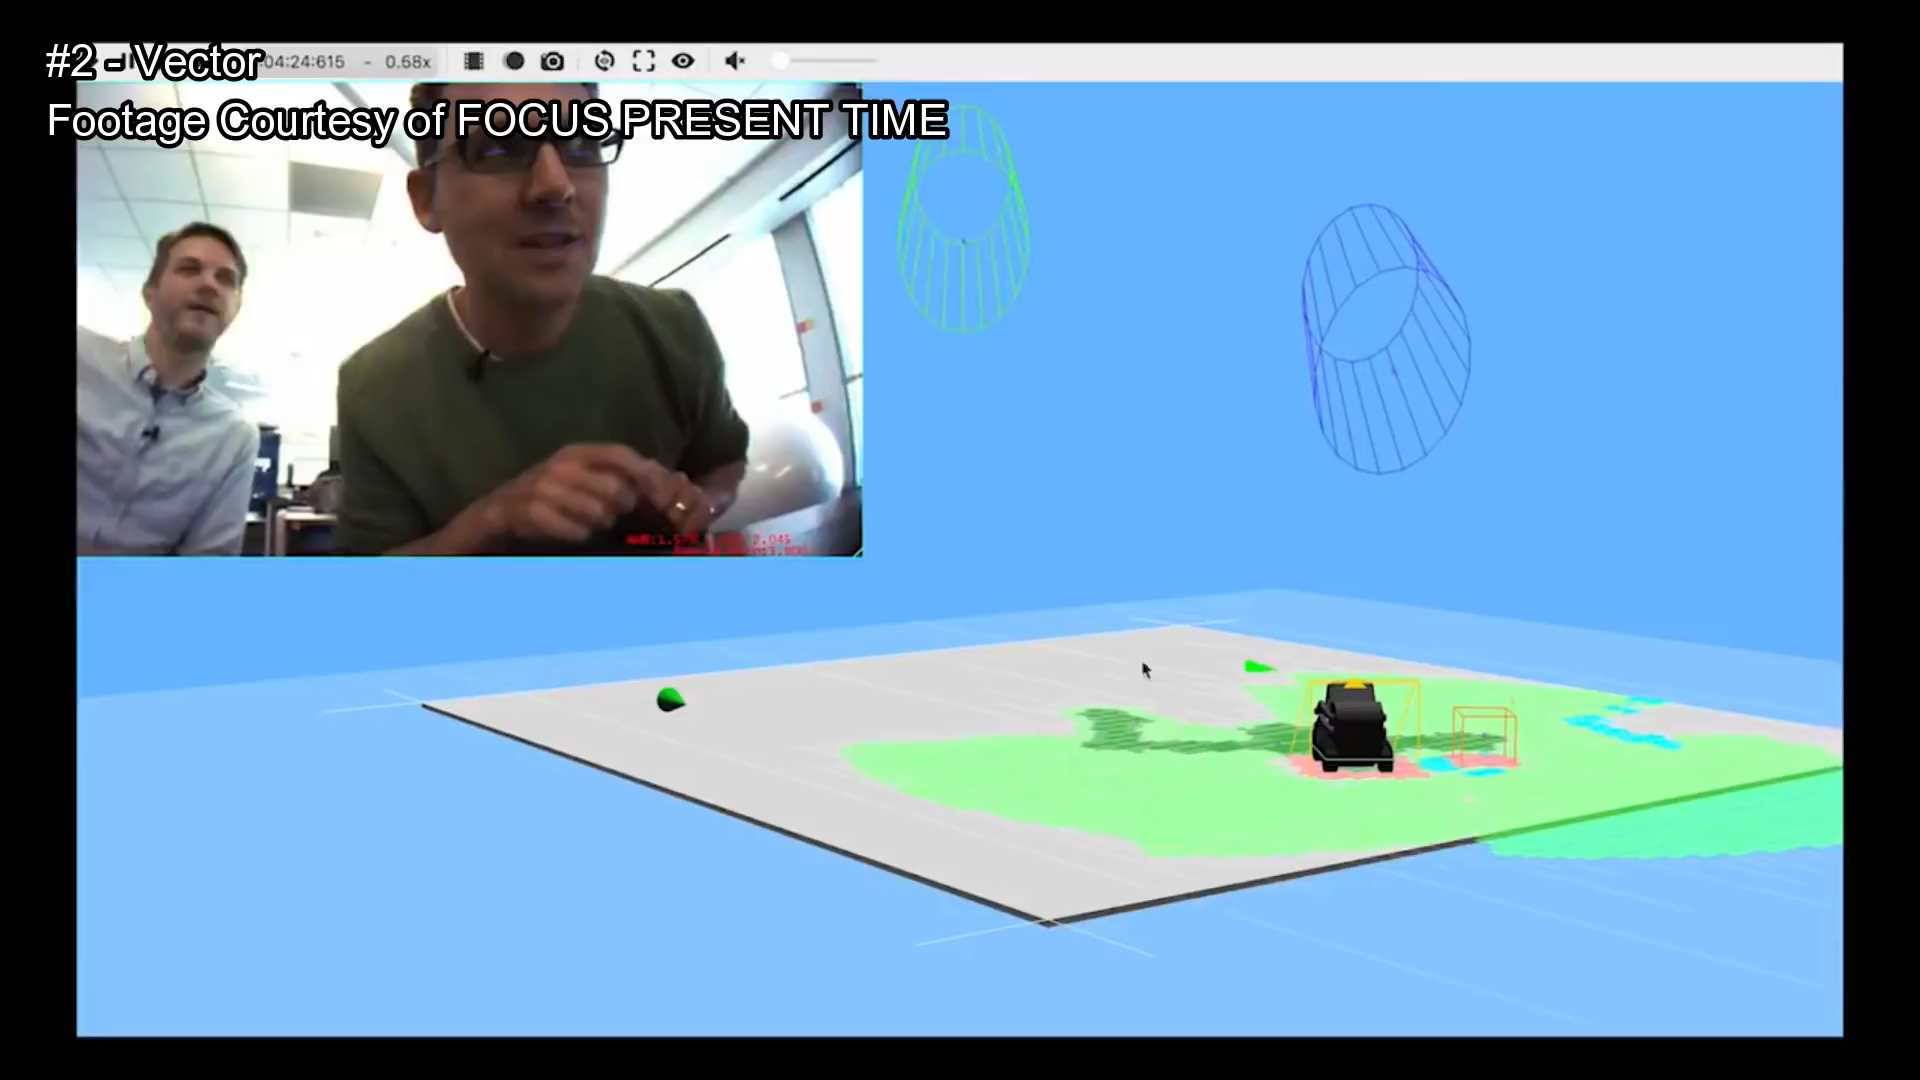 #2 - Vector
04:24:615 - 0.68x
Footage Courtesy of FOCUS PRESENT TIME